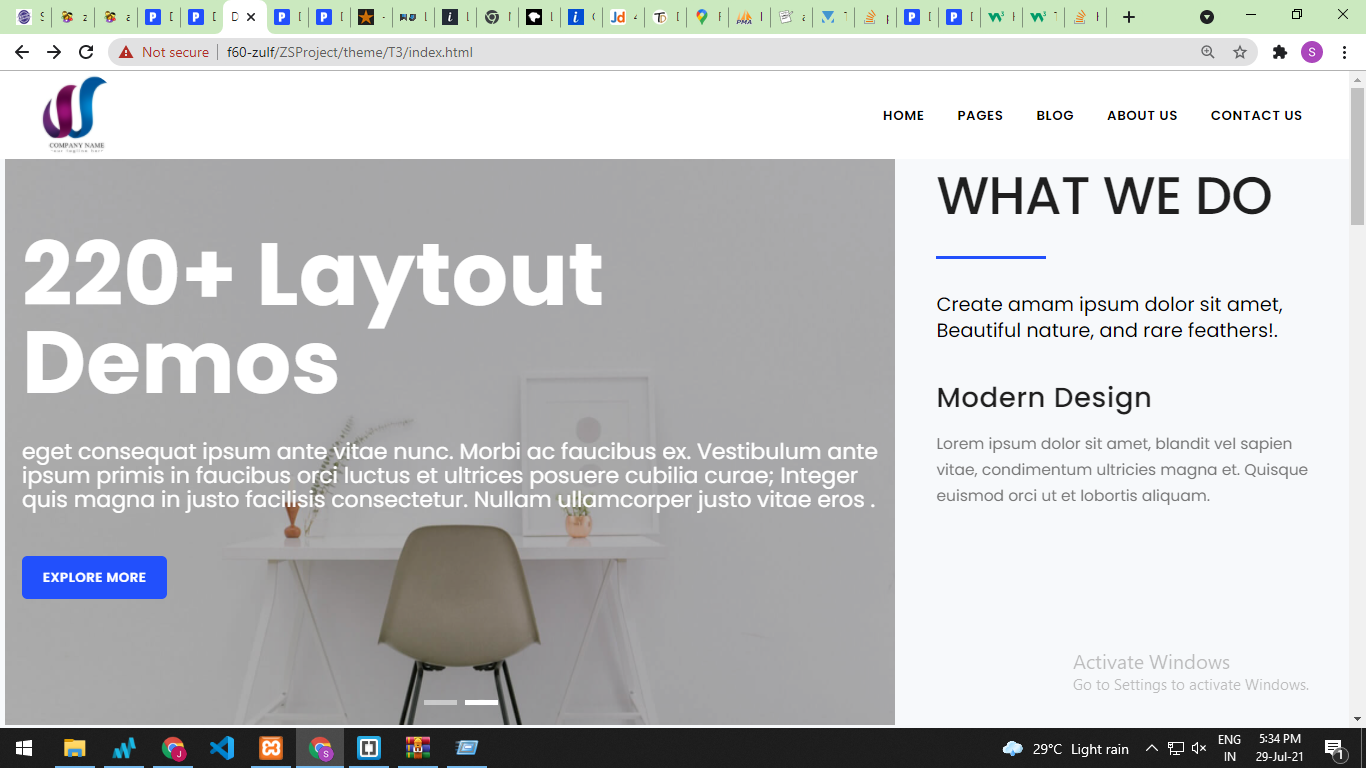 Not secure
f60-zulf/ZSProject/theme/T3/index.html
S
COMPANY NAME
HOME
PAGES
BLOG
ABOUT US
CONTACT US
220+ Laytout
Demos
eget consequat ipsum ante vitae nunc. Morbi ac faucibus ex. Vestibulum ante
ipsum primis in faucibus orci luctus et ultrices posuere cubilia curae; Integer
quis magna in justo facilisis consectetur. Nullam ullamcorper justo vitae eros .
EXPLORE MORE
WHAT WE DO
Create amam ipsum dolor sit amet,
Beautiful nature, and rare feathers!.
Modern Design
Lorem ipsum dolor sit amet, blandit vel sapien
vitae, condimentum ultricies magna et. Quisque
euismod orci ut et lobortis aliquam.
Activate Windows
Go to Settings to activate Windows.
29°C Light rain
ENG
IN
5:34 PM
29-Jul-21
1